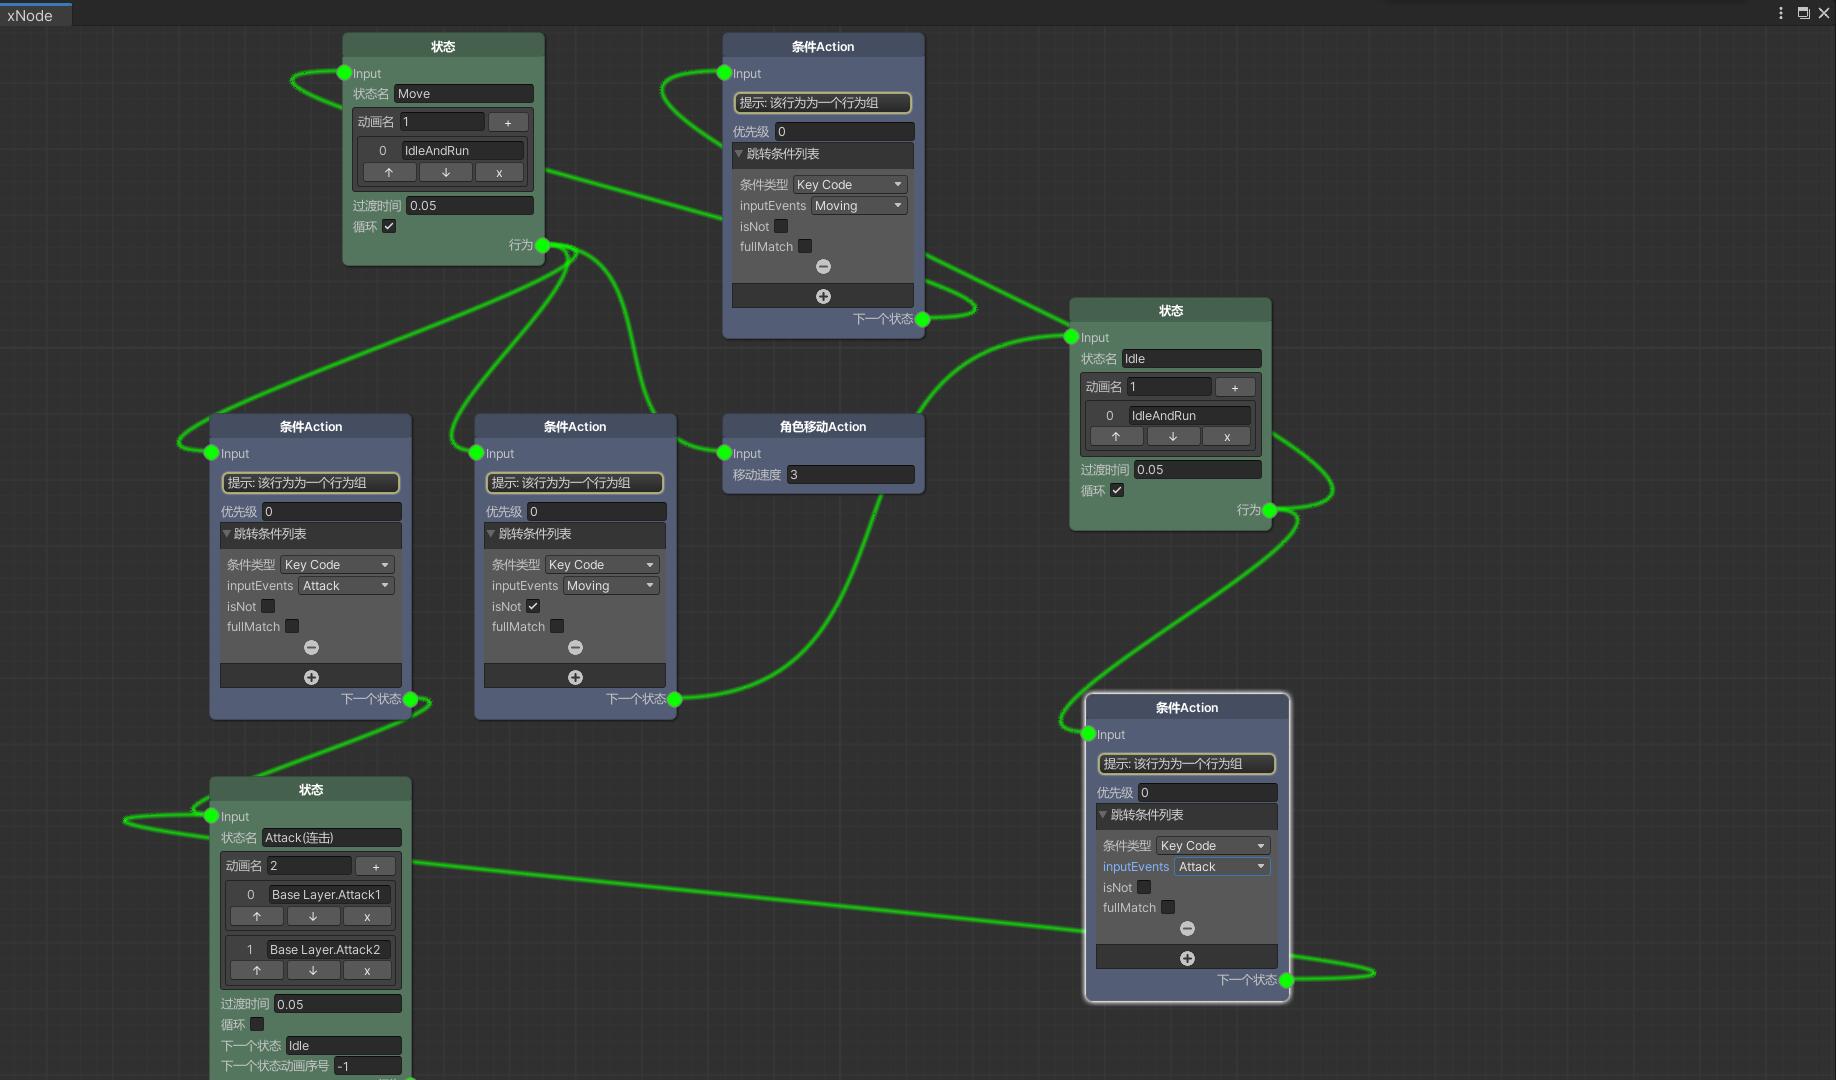 xNode
状态
Input
状态名 Move
动画名 1 +
0 IdleAndRun
↑ ↓ x
过渡时间 0.05
循环
行为
条件Action
Input
提示: 该行为为一个行为组
优先级 0
跳转条件列表
条件类型 Key Code
inputEvents Moving
isNot
fullMatch
下一个状态
状态
Input
状态名 Idle
动画名 1 +
0 IdleAndRun
↑ ↓ x
过渡时间 0.05
循环
行为
条件Action
Input
提示: 该行为为一个行为组
优先级 0
跳转条件列表
条件类型 Key Code
inputEvents Attack
isNot
fullMatch
下一个状态
条件Action
Input
提示: 该行为为一个行为组
优先级 0
跳转条件列表
条件类型 Key Code
inputEvents Moving
isNot
fullMatch
下一个状态
角色移动Action
Input
移动速度 3
状态
Input
状态名 Attack(连击)
动画名 2 +
0 Base Layer.Attack1
↑ ↓ x
1 Base Layer.Attack2
↑ ↓ x
过渡时间 0.05
循环
下一个状态 Idle
下一个状态动画序号 -1
条件Action
Input
提示: 该行为为一个行为组
优先级 0
跳转条件列表
条件类型 Key Code
inputEvents Attack
isNot
fullMatch
下一个状态